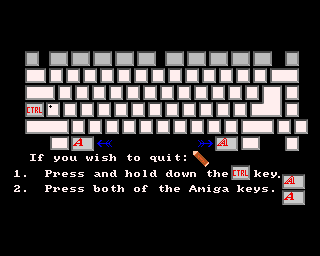 CTRL
A A
If you wish to quit:
1. Press and hold down the CTRL key. A
2. Press both of the Amiga keys. A